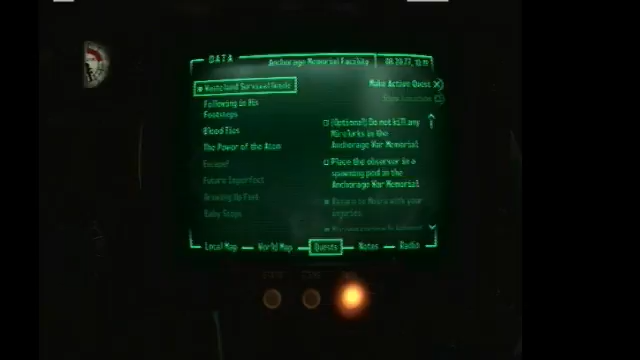 DATA
Anchorage Memorial Facility
Wasteland Survival Guide
Make Active Quest X)
Following in His
Footsteps
Blood Ties
The Power of the Atom
Escape!
Future Imperfect
Growing Up Fast
Baby Steps
(Optional) Do not kill any
Mirelurks in the
Anchorage War Memorial
Place the observer in a
spawning pod on the
Anchorage War Memorial
Return to Moira with your
injuries
Local Map
World Map
Quests
Notes
Radio